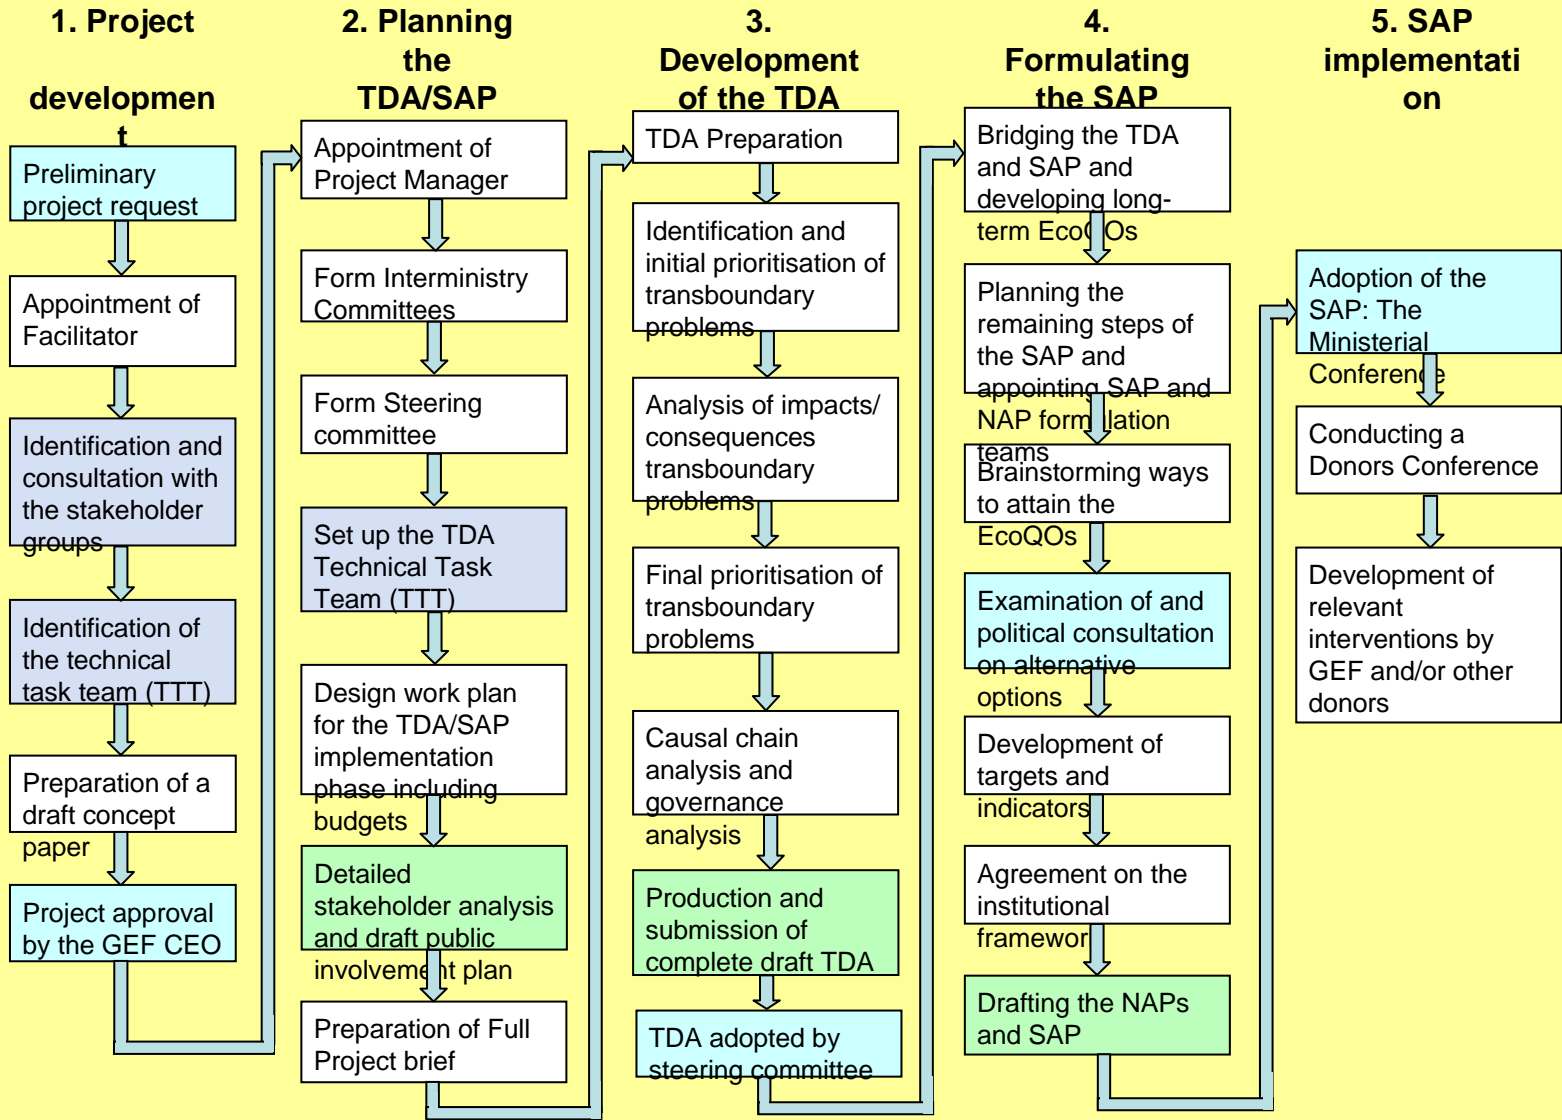 1. Project
developmen
t
Preliminary
project request
Appointment of
Facilitator
Identification and
consultation with
the stakeholder
groups
Identification of
the technical
task team (TTT)
Preparation of a
draft concept
paper
Project approval
by the GEF CEO
2. Planning
the
TDA/SAP
Appointment of
Project Manager
Form Interministry
Committees
Form Steering
committee
Set up the TDA
Technical Task
Team (TTT)
Design work plan
for the TDA/SAP
implementation
phase including
budgets
Detailed
stakeholder analysis
and draft public
involvement plan
Preparation of Full
Project brief
3.
Development
of the TDA
TDA Preparation
Identification and
initial prioritisation of
transboundary
problems
Analysis of impacts/
consequences
transboundary
problems
Final prioritisation of
transboundary
problems
Causal chain
analysis and
governance
analysis
Production and
submission of
complete draft TDA
TDA adopted by
steering committee
4.
Formulating
the SAP
Bridging the TDA
and SAP and
developing long-
term EcoQOs
Planning the
remaining steps of
the SAP and
appointing SAP and
NAP formulation
teams
Brainstorming ways
to attain the
EcoQOs
Examination of and
political consultation
on alternative
options
Development of
targets and
indicators
Agreement on the
institutional
framework
Drafting the NAPs
and SAP
5. SAP
implementati
on
Adoption of the
SAP: The
Ministerial
Conference
Conducting a
Donors Conference
Development of
relevant
interventions by
GEF and/or other
donors